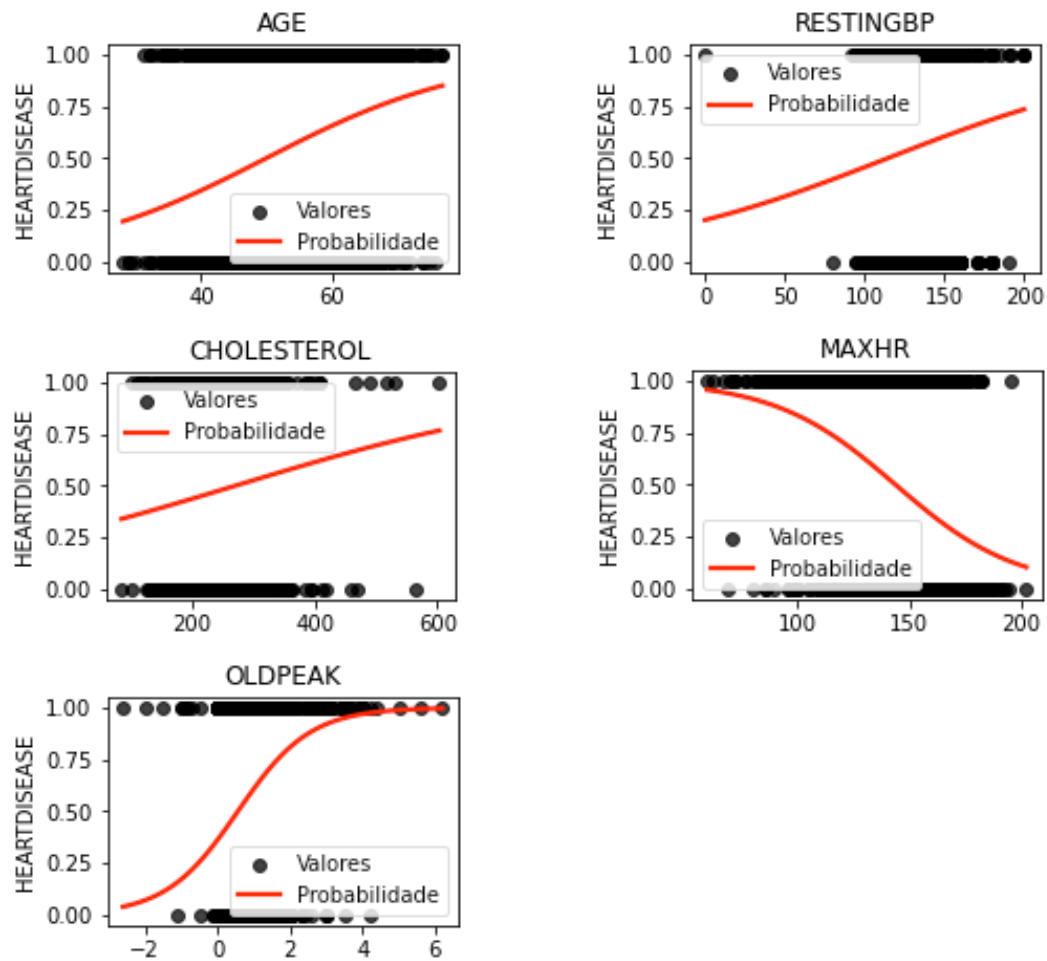 AGE
HEARTDISEASE
1.00
0.75
0.50
0.25
0.00
Valores
Probabilidade
40 60
RESTINGBP
HEARTDISEASE
1.00
0.75
0.50
0.25
0.00
Valores
Probabilidade
0 50 100 150 200
CHOLESTEROL
HEARTDISEASE
1.00
0.75
0.50
0.25
0.00
Valores
Probabilidade
200 400 600
MAXHR
HEARTDISEASE
1.00
0.75
0.50
0.25
0.00
Valores
Probabilidade
100 150 200
OLDPEAK
HEARTDISEASE
1.00
0.75
0.50
0.25
0.00
Valores
Probabilidade
−2 0 2 4 6